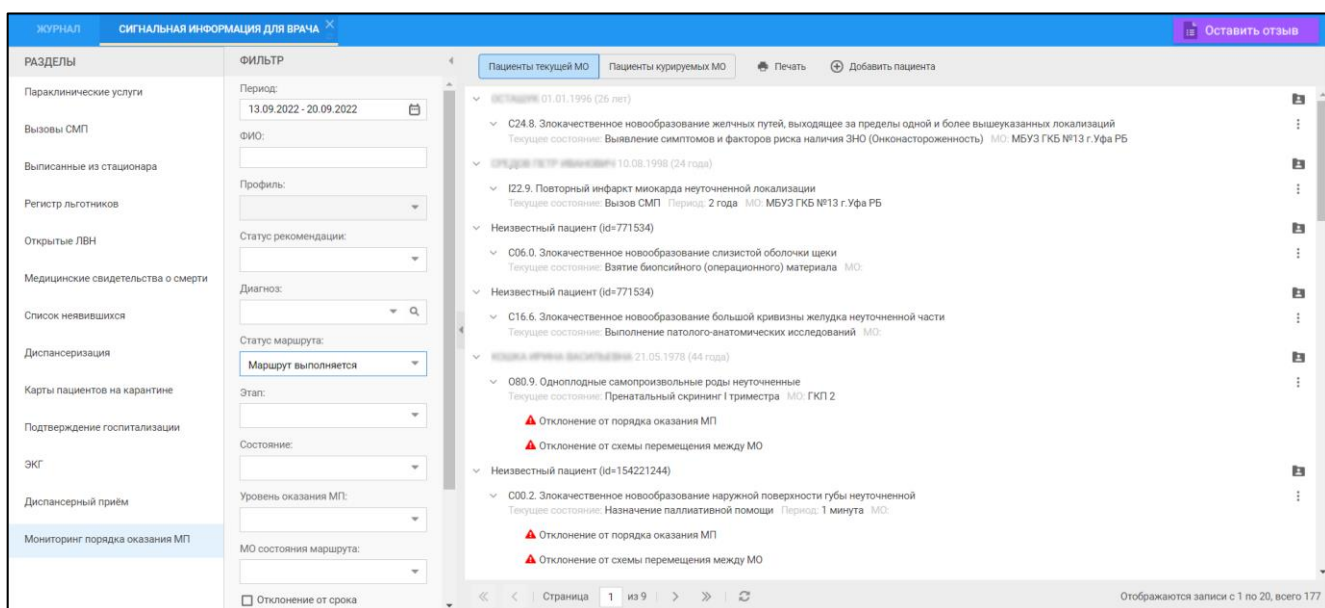 ЖУРНАЛ
СИГНАЛЬНАЯ ИНФОРМАЦИЯ ДЛЯ ВРАЧА
Оставить отзыв
РАЗДЕЛЫ
Параклинические услуги
Вызовы СМП
Выписанные из стационара
Регистр льготников
Открытые ЛВН
Медицинские свидетельства о смерти
Список неявившихся
Диспансеризация
Карты пациентов на карантине
Подтверждение госпитализации
ЭКГ
Диспансерный приём
Мониторинг порядка оказания МП
ФИЛЬТР
Период:
13.09.2022 - 20.09.2022
ФИО:
Профиль:
Статус рекомендации:
Диагноз:
Статус маршрута:
Маршрут выполняется
Этап:
Состояние:
Уровень оказания МП:
МО состояния маршрута:
Отклонение от срока
Пациенты текущей МО Пациенты курируемых МО Печать Добавить пациента
01.01.1996 (26 лет)
C24.8. Злокачественное новообразование желчных путей, выходящее за пределы одной и более вышеуказанных локализаций
Текущее состояние: Выявление симптомов и факторов риска наличия ЗНО (Онконастороженность) МО: МБУЗ ГКБ №13 г.Уфа РБ
10.08.1998 (24 года)
I22.9. Повторный инфаркт миокарда неуточненной локализации
Текущее состояние: Вызов СМП Период: 2 года МО: МБУЗ ГКБ №13 г.Уфа РБ
Неизвестный пациент (id=771534)
C06.0. Злокачественное новообразование слизистой оболочки щеки
Текущее состояние: Взятие биопсийного (операционного) материала МО:
Неизвестный пациент (id=771534)
C16.6. Злокачественное новообразование большой кривизны желудка неуточненной части
Текущее состояние: Выполнение патолого-анатомических исследований МО:
21.05.1978 (44 года)
O80.9. Одноплодные самопроизвольные роды неуточненные
Текущее состояние: Пренатальный скрининг I триместра МО: ГКП 2
Отклонение от порядка оказания МП
Отклонение от схемы перемещения между МО
Неизвестный пациент (id=154221244)
C00.2. Злокачественное новообразование наружной поверхности губы неуточненной
Текущее состояние: Назначение паллиативной помощи Период: 1 минута МО:
Отклонение от порядка оказания МП
Отклонение от схемы перемещения между МО
Страница 1 из 9
Отображаются записи с 1 по 20, всего 177